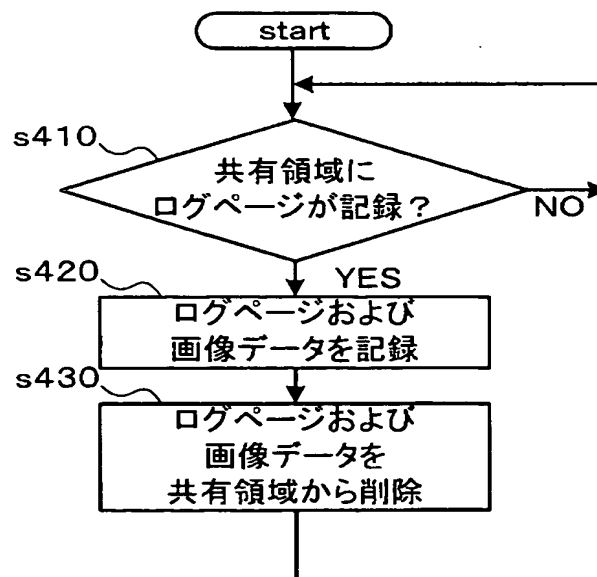 start
s410
共有領域に
ログページが記録?
NO
YES
s420
ログページおよび
画像データを記録
s430
ログページおよび
画像データを
共有領域から削除